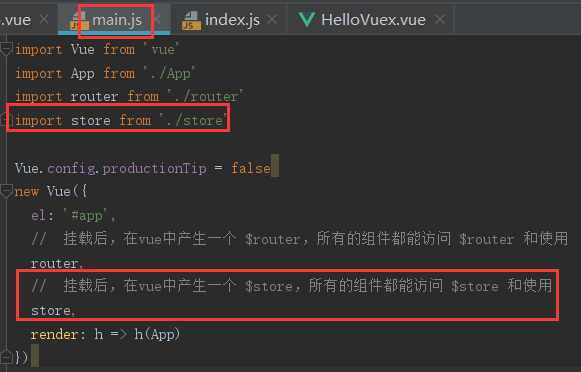 .vue × main.js × index.js × HelloVuex.vue ×
import Vue from 'vue'
import App from './App'
import router from './router'
import store from './store'
Vue.config.productionTip = false
new Vue({
el: '#app',
// 挂载后，在vue中产生一个 $router，所有的组件都能访问 $router 和使用
router,
// 挂载后，在vue中产生一个 $store，所有的组件都能访问 $store 和使用
store,
render: h => h(App)
})